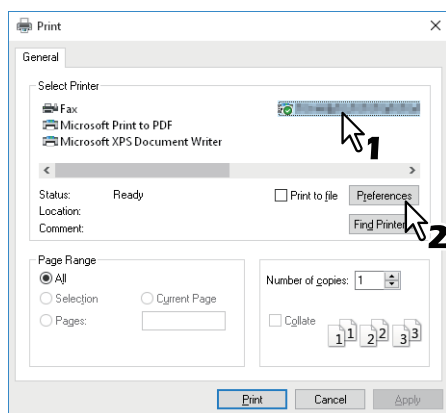 Print
General
Select Printer
Fax
Microsoft Print to PDF
Microsoft XPS Document Writer
1
Status: Ready
Print to file
Preferences
Location:
Comment:
Find Printer
2
Page Range
All
Selection
Current Page
Pages:
Number of copies: 1
Collate
1 1 2 2 3 3
Print
Cancel
Apply